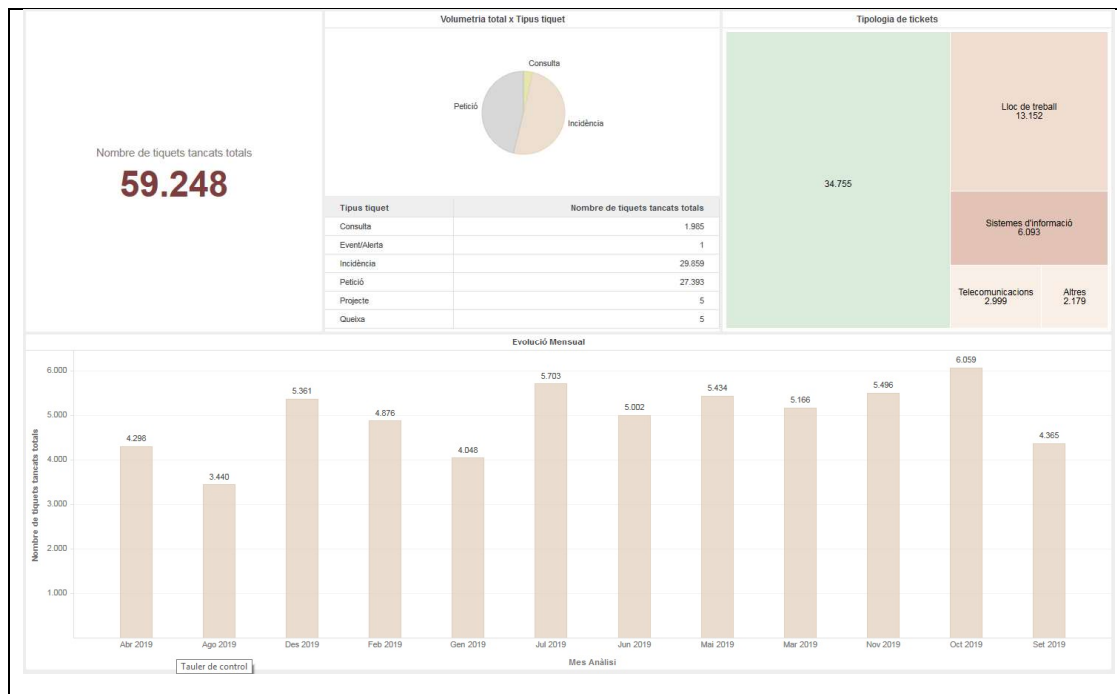 Nombre de tiquets tancats totals
59.248
Volumetria total x Tipus tiquet
Consulta
Petició
Incidència
Tipus tiquet Nombre de tiquets tancats totals
Consulta 1.985
Event/Alerta 1
Incidència 29.859
Petició 27.393
Projecte 5
Queixa 5
Tipologia de tickets
34.755
Lloc de treball
13.152
Sistemes d'informació
6.093
Telecomunicacions
2.999
Altres
2.179
Evolució Mensual
Nombre de tiquets tancats totals
6.000
5.000
4.000
3.000
2.000
1.000
4.298
3.440
5.361
4.876
4.048
5.703
5.002
5.434
5.166
5.496
6.059
4.365
Abr 2019
Ago 2019
Des 2019
Feb 2019
Gen 2019
Jul 2019
Jun 2019
Mai 2019
Mar 2019
Nov 2019
Oct 2019
Set 2019
Mes Anàlisi
Tauler de control